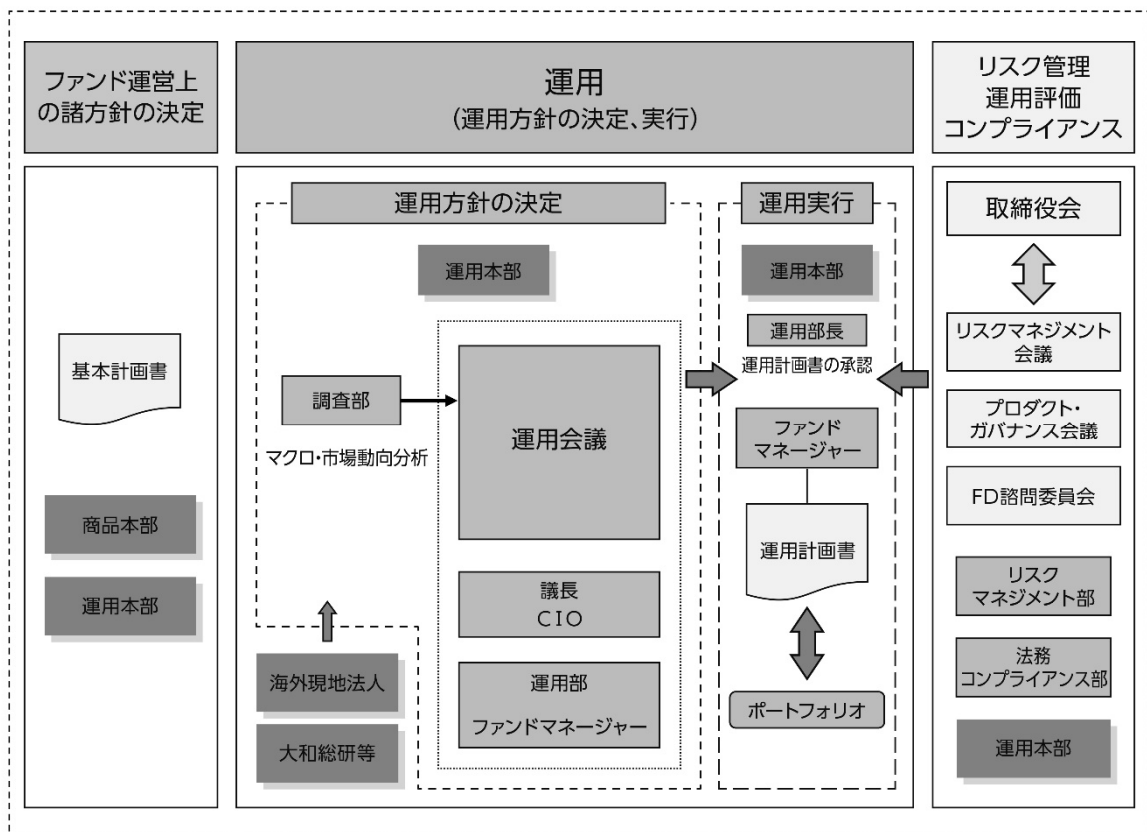 ファンド運営上
の諸方針の決定
運用
(運用方針の決定、実行)
リスク管理
運用評価
コンプライアンス
基本計画書
商品本部
運用本部
運用方針の決定
運用本部
調査部
マクロ・市場動向分析
運用会議
議長
CIO
運用部
ファンドマネージャー
海外現地法人
大和総研等
運用実行
運用本部
運用部長
運用計画書の承認
ファンド
マネージャー
運用計画書
ポートフォリオ
取締役会
リスクマネジメント
会議
プロダクト・
ガバナンス会議
FD諮問委員会
リスク
マネジメント部
法務
コンプライアンス部
運用本部